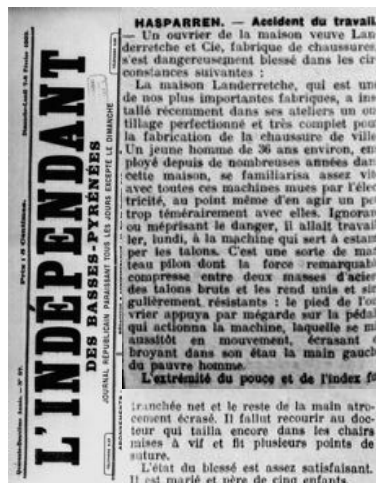 L'INDÉPENDANT
DES BASSES-PYRÉNÉES
JOURNAL RÉPUBLICAIN PARAISSANT TOUS LES JOURS EXCEPTÉ LE DIMANCHE
Prix : 5 Centimes.
HASPARREN. — Accident du travail.
— Un ouvrier de la maison veuve Lan-
derretche et Cie, fabrique de chaussures,
s'est dangereusement blessé dans les cir-
constances suivantes :
La maison Landerretche, qui est une
de nos plus importantes fabriques, a ins
tallé récemment dans ses ateliers un ou
tillage perfectionné et très complet pour
la fabrication de la chaussure de ville
Un jeune homme de 36 ans environ, em
ployé depuis de nombreuses années dans
cette maison, se familiarisa assez vit
avec toutes ces machines mues par l'élec
tricité, au point même d'en agir un pe
trop témérairement avec elles. Ignoran
ou méprisant le danger, il allait travail
ler, lundi, à la machine qui sert à estam
per les talons. C'est une sorte de mar
teau pilon dont la force remarquabl
compresse entre deux masses d'acier
des talons bruts et les rend unis et sin
gulièrement résistants : le pied de l'ou
vrier appuya par mégarde sur la pédal
qui actionna la machine, laquelle se mi
aussitôt en mouvement, écrasant e
broyant dans son étau la main gauch
du pauvre homme.
L'extrémité du pouce et de l'index fu
tranchée net et le reste de la main atro-
cement écrasé. Il fallut recourir au doc-
teur qui tailla encore dans les chairs
mises à vif et fit plusieurs points de
suture.
L'état du blessé est assez satisfaisant.
Il est marié et père de cinq enfants.